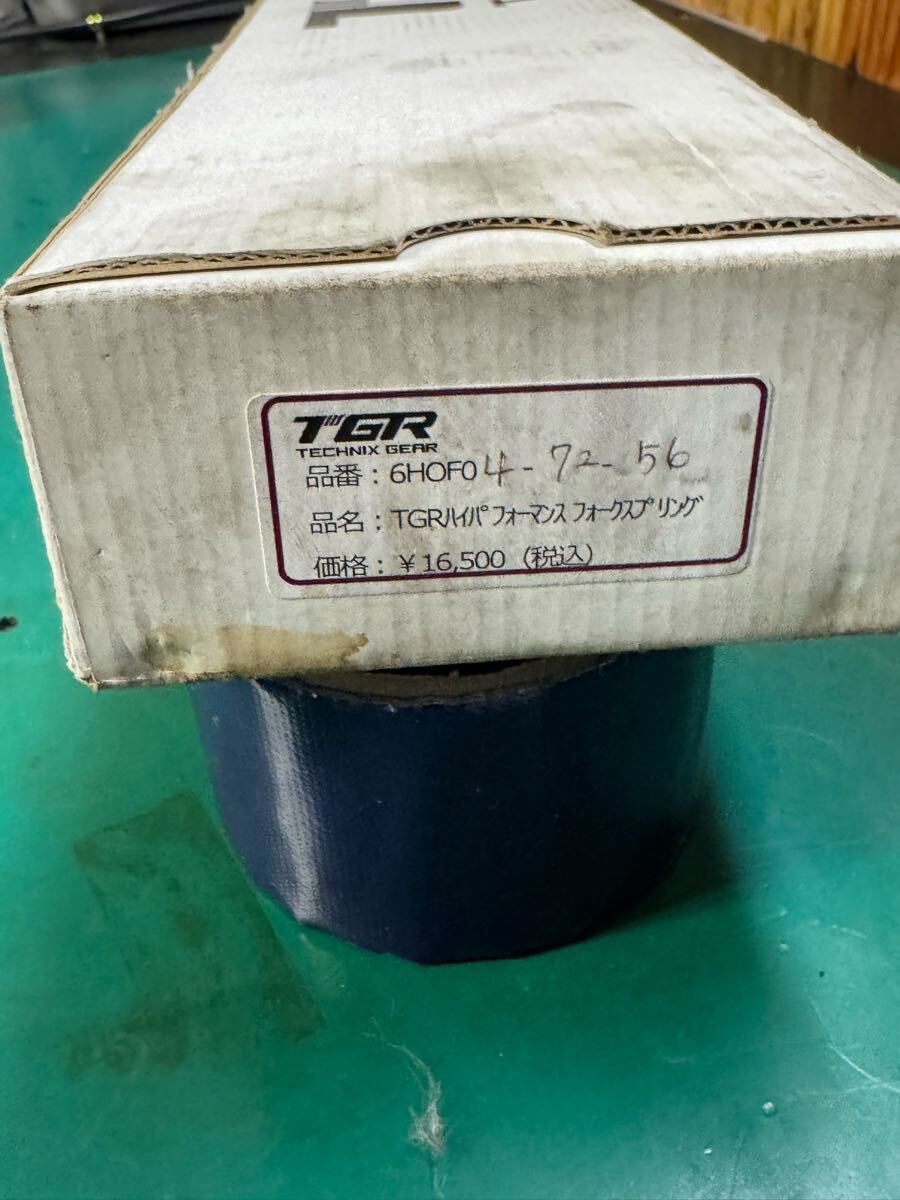 TGR
TECHNIX GEAR
品番：6HOF04-72-56
品名：TGRハイパフォーマンスフォークスプリング
価格：￥16,500（税込）